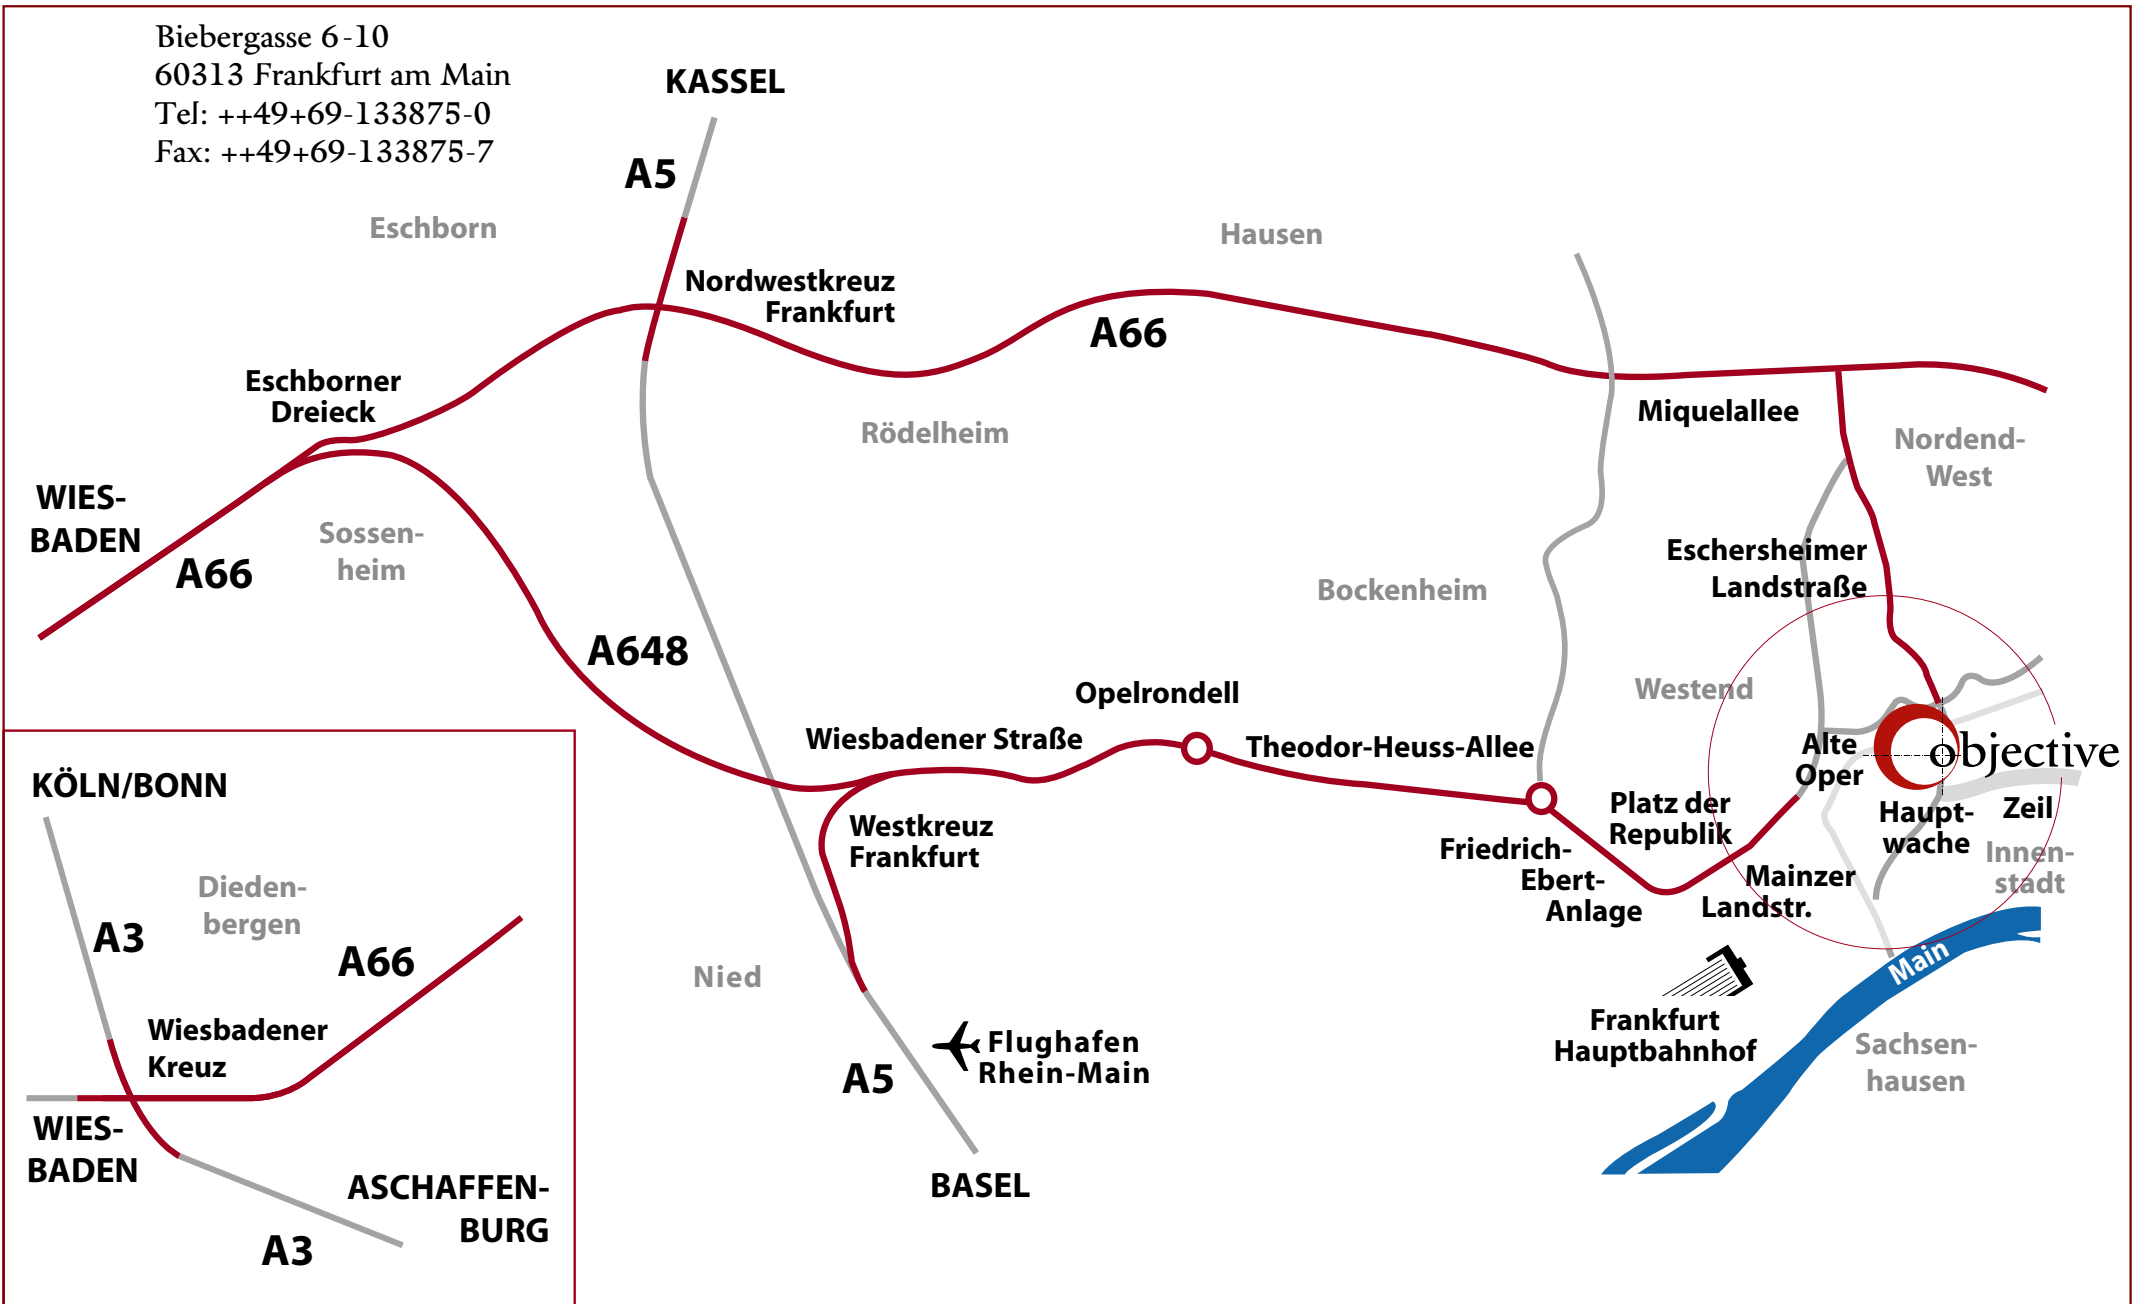 Biebergasse 6-10
60313 Frankfurt am Main
Tel: ++49+69-133875-0
Fax: ++49+69-133875-7
KASSEL
A5
Eschborn
Hausen
Nordwestkreuz
Frankfurt
A66
Eschborner
Dreieck
Miquelallee
Rödelheim
Nordend-
West
WIES-
BADEN
A66
Sossen-
heim
Eschersheimer
Landstraße
Bockenheim
A648
Westend
Opelrondell
Wiesbadener Straße
Theodor-Heuss-Allee
Alte
Oper
objective
Haupt-
wache
Zeil
Innen-
stadt
Platz der
Republik
Friedrich-
Ebert-
Anlage
Mainzer
Landstr.
Westkreuz
Frankfurt
Main
Nied
Frankfurt
Hauptbahnhof
Sachsen-
hausen
Flughafen
Rhein-Main
A5
BASEL
KÖLN/BONN
Dieden-
bergen
A3
A66
Wiesbadener
Kreuz
WIES-
BADEN
ASCHAFFEN-
BURG
A3